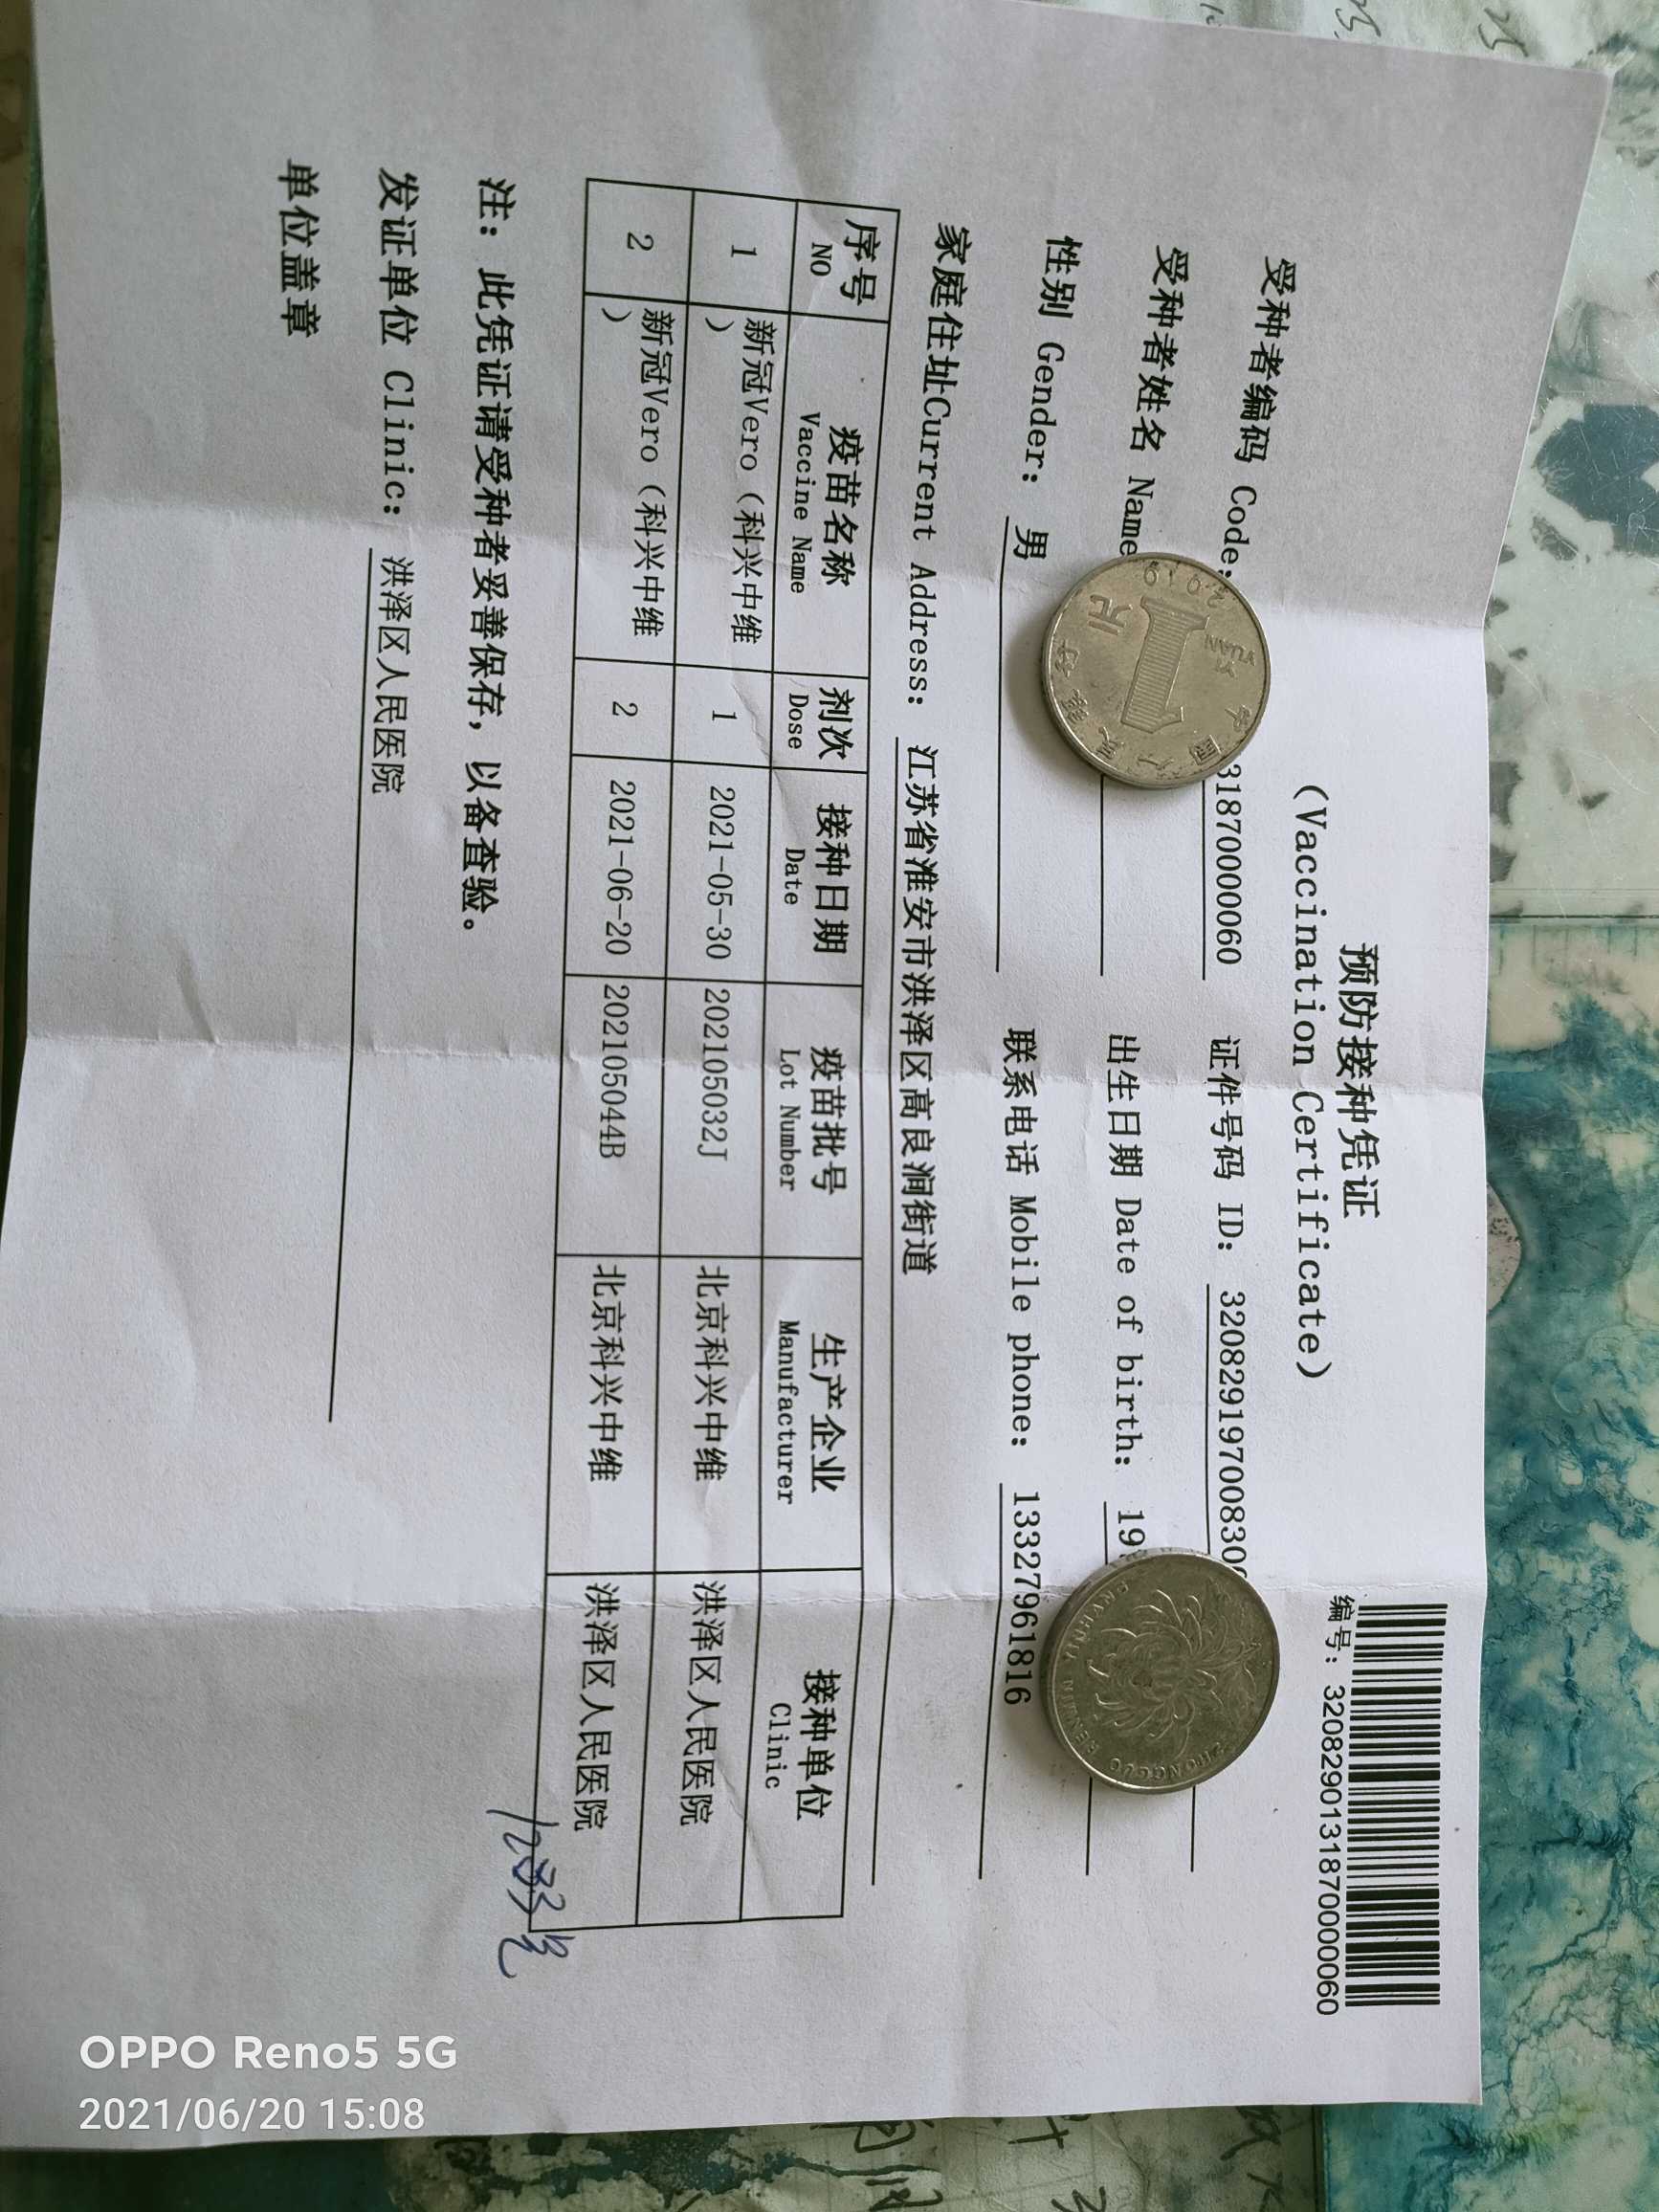 预防接种凭证
(Vaccination Certificate)
编号: 3208290131870000060
受种者编码 Code: 31870000060 证件号码 ID: 32082919700830
受种者姓名 Name 出生日期 Date of birth: 19
性别 Gender: 男 联系电话 Mobile phone: 13327961816
家庭住址Current Address: 江苏省淮安市洪泽区高良涧街道
序号 疫苗名称 剂次 接种日期 疫苗批号 生产企业 接种单位
NO Vaccine Name Dose Date Lot Number Manufacturer Clinic
1 新冠Vero（科兴中维） 1 2021-05-30 202105032J 北京科兴中维 洪泽区人民医院
2 新冠Vero（科兴中维） 2 2021-06-20 202105044B 北京科兴中维 洪泽区人民医院
注: 此凭证请受种者妥善保存, 以备查验。
发证单位 Clinic: 洪泽区人民医院
单位盖章
2019
YI YUAN
1
元
ZHONGGUO RENMIN YINHANG
OPPO Reno5 5G
2021/06/20 15:08